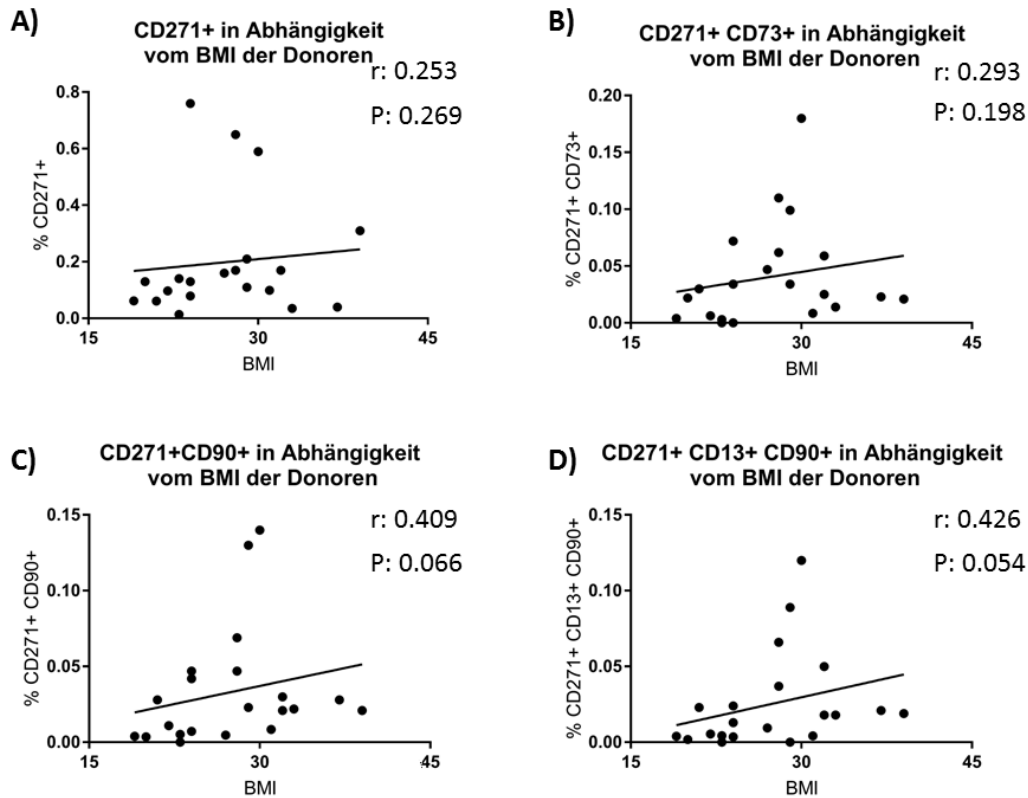 A)
CD271+ in Abhängigkeit
vom BMI der Donoren
r: 0.253
P: 0.269
0.8
0.6
0.4
0.2
0.0
% CD271+
15
30
45
BMI
B)
CD271+ CD73+ in Abhängigkeit
vom BMI der Donoren
r: 0.293
P: 0.198
0.20
0.15
0.10
0.05
0.00
% CD271+ CD73+
15
30
45
BMI
C)
CD271+CD90+ in Abhängigkeit
vom BMI der Donoren
r: 0.409
P: 0.066
0.15
0.10
0.05
0.00
% CD271+ CD90+
15
30
45
BMI
D)
CD271+ CD13+ CD90+ in Abhängigkeit
vom BMI der Donoren
r: 0.426
P: 0.054
0.15
0.10
0.05
0.00
% CD271+ CD13+ CD90+
15
30
45
BMI